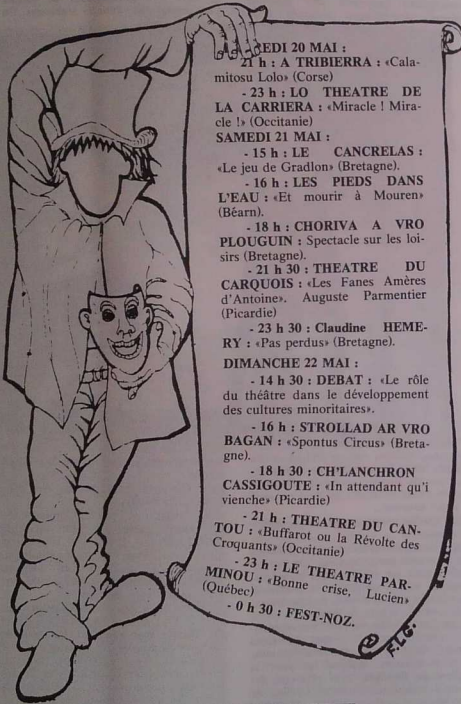 REDI 20 MAI :
21 h : A TRIBIERRA : «Cala-
mitosu Lolo» (Corse)
- 23 h : LO THEATRE DE
LA CARRIERA : «Miracle ! Mira-
cle !» (Occitanie)
SAMEDI 21 MAI :
- 15 h : LE CANCRELAS :
«Le jeu de Gradlon» (Bretagne).
- 16 h : LES PIEDS DANS
L'EAU : «Et mourir à Mouren»
(Béarn).
- 18 h : CHORIVA A VRO
PLOUGUIN : Spectacle sur les loi-
sirs (Bretagne).
- 21 h 30 : THEATRE DU
CARQUOIS : «Les Fanes Amères
d'Antoine». Auguste Parmentier
(Picardie)
- 23 h 30 : Claudine HEME-
RY : «Pas perdus» (Bretagne).
DIMANCHE 22 MAI :
- 14 h 30 : DEBAT : «Le rôle
du théâtre dans le développement
des cultures minoritaires».
- 16 h : STROLLAD AR VRO
BAGAN : «Spontus Circus» (Breta-
gne).
- 18 h 30 : CH'LANCHRON
CASSIGOUTE : «In attendant qu'i
vienche» (Picardie)
- 21 h : THEATRE DU CAN-
TOU : «Buffarot ou la Révolte des
Croquants» (Occitanie)
- 23 h : LE THEATRE PAR-
MINOU : «Bonne crise, Lucien»
(Québec)
- 0 h 30 : FEST-NOZ.
F.L.G.